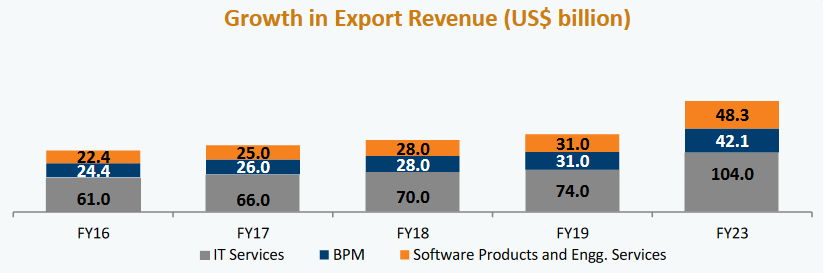 Growth in Export Revenue (US$ billion)
22.4 25.0 28.0 31.0 48.3
24.4 26.0 28.0 31.0 42.1
61.0 66.0 70.0 74.0 104.0
FY16 FY17 FY18 FY19 FY23
IT Services BPM Software Products and Engg. Services